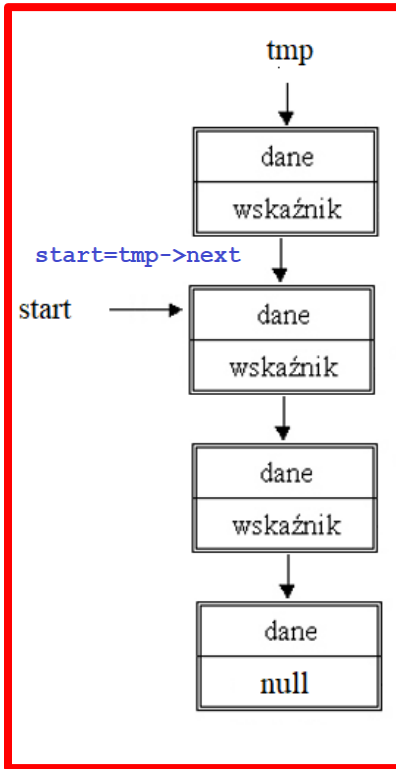 tmp
dane
wskaźnik
start=tmp->next
start
dane
wskaźnik
dane
wskaźnik
dane
null